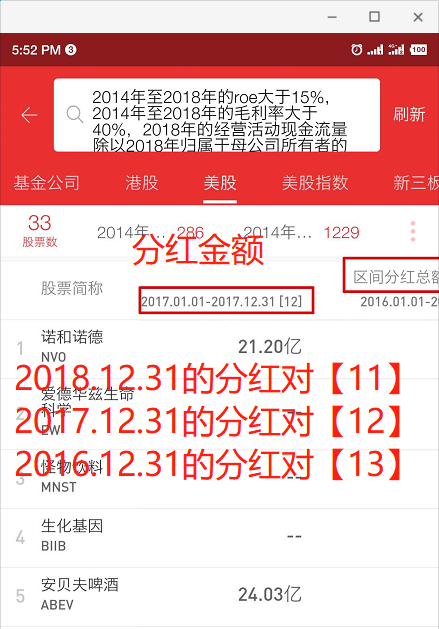 5:52 PM 3
100
2014年至2018年的roe大于15%，
2014年至2018年的毛利率大于
40%，2018年的经营活动现金流量
除以2018年归属于母公司所有者的
刷新
基金公司 港股 美股 美股指数 新三板
33
股票数
2014年... 286
2014年... 1229
分红金额
股票简称
区间分红总额
2017.01.01-2017.12.31 [12]
2016.01.01-20
1
诺和诺德
NVO
21.20亿
2018.12.31的分红对【11】
爱德华兹生命
科学
EW
2017.12.31的分红对【12】
3
怪物饮料
MNST
--
2016.12.31的分红对【13】
4
生化基因
BIIB
--
5
安贝夫啤酒
ABEV
24.03亿